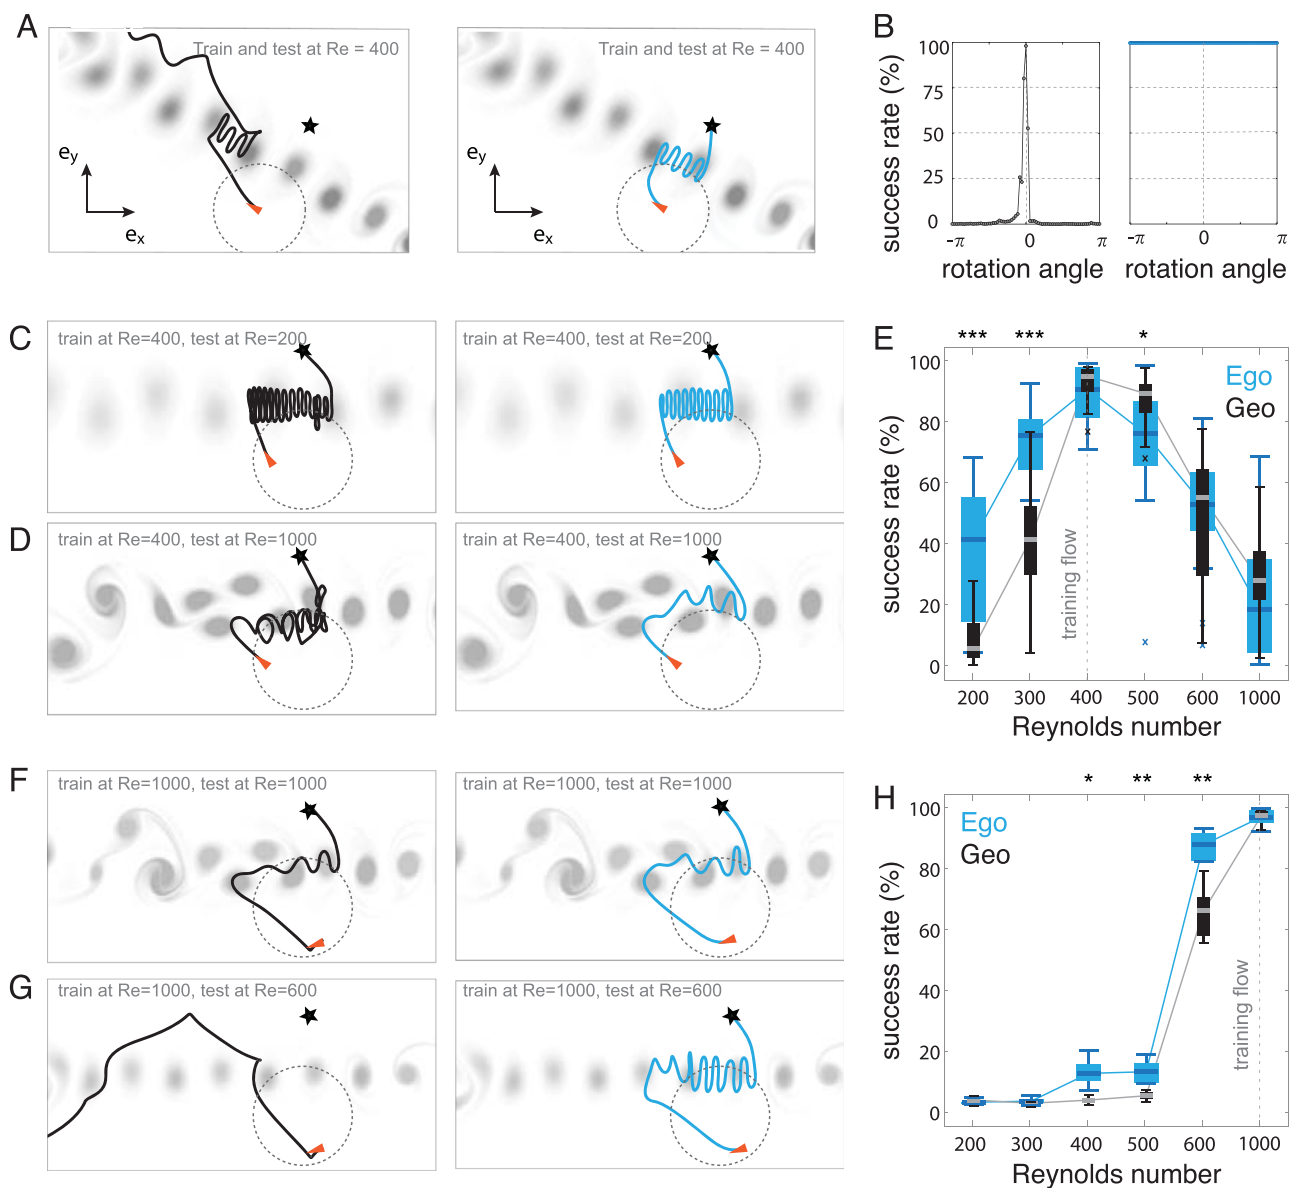 A
Train and test at Re = 400
e_y
e_x
Train and test at Re = 400
e_y
e_x
B
success rate (%)
100
75
50
25
0
-π
0
π
rotation angle
-π
0
π
rotation angle
C
train at Re=400, test at Re=200
train at Re=400, test at Re=200
D
train at Re=400, test at Re=1000
train at Re=400, test at Re=1000
E
***
***
*
Ego
Geo
success rate (%)
100
80
60
40
20
0
training flow
200
300
400
500
600
1000
Reynolds number
F
train at Re=1000, test at Re=1000
train at Re=1000, test at Re=1000
G
train at Re=1000, test at Re=600
train at Re=1000, test at Re=600
H
*
**
**
Ego
Geo
success rate (%)
100
80
60
40
20
0
training flow
200
300
400
500
600
1000
Reynolds number